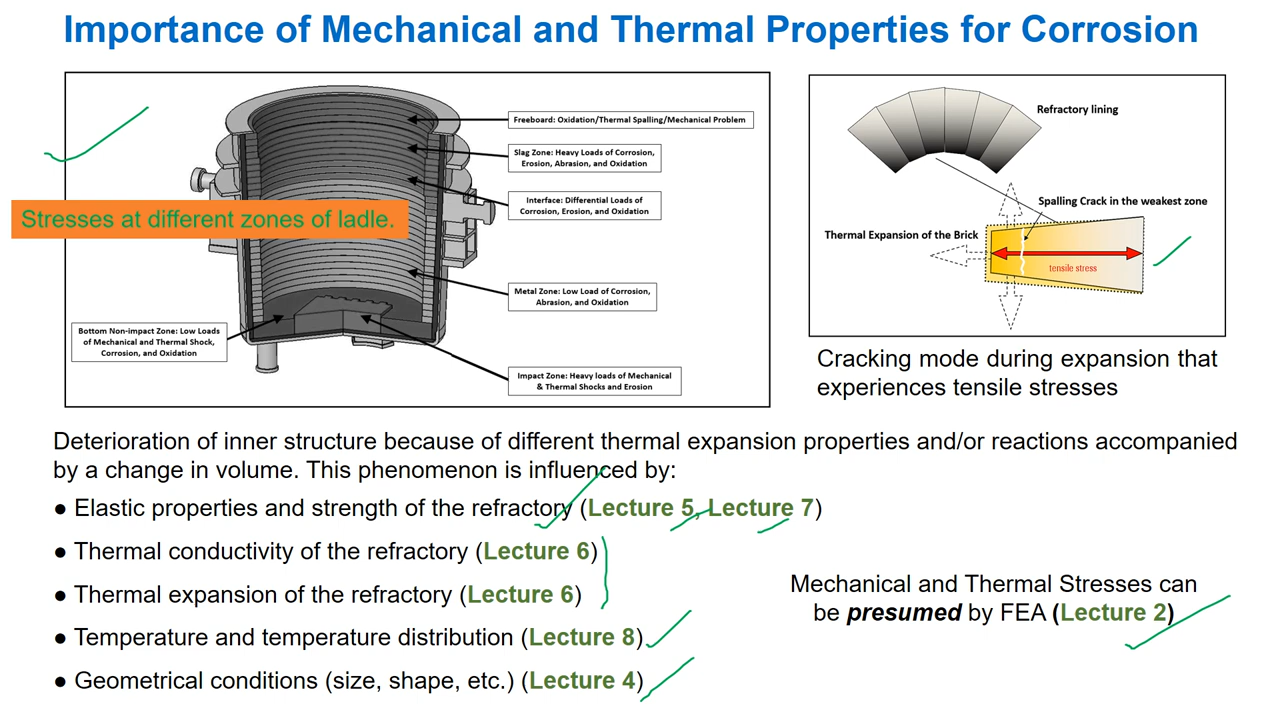 Importance of Mechanical and Thermal Properties for Corrosion
Freeboard: Oxidation/Thermal Spalling/Mechanical Problem
Slag Zone: Heavy Loads of Corrosion,
Erosion, Abrasion, and Oxidation
Interface: Differential Loads of
Corrosion, Erosion, and Oxidation
Stresses at different zones of ladle.
Metal Zone: Low Load of Corrosion,
Abrasion, and Oxidation
Bottom Non-impact Zone: Low Loads
of Mechanical and Thermal Shock,
Corrosion, and Oxidation
Impact Zone: Heavy loads of Mechanical
& Thermal Shocks and Erosion
Refractory lining
Spalling Crack in the weakest zone
Thermal Expansion of the Brick
tensile stress
Cracking mode during expansion that
experiences tensile stresses
Deterioration of inner structure because of different thermal expansion properties and/or reactions accompanied
by a change in volume. This phenomenon is influenced by:
● Elastic properties and strength of the refractory (Lecture 5, Lecture 7)
● Thermal conductivity of the refractory (Lecture 6)
● Thermal expansion of the refractory (Lecture 6)
● Temperature and temperature distribution (Lecture 8)
● Geometrical conditions (size, shape, etc.) (Lecture 4)
Mechanical and Thermal Stresses can
be presumed by FEA (Lecture 2)